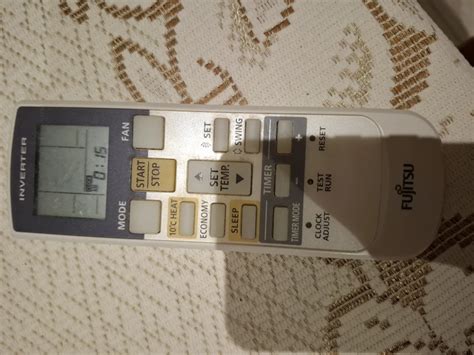 INVERTER
0:15
MODE
START
STOP
FAN
10°C HEAT
ECONOMY
SET
TEMP.
SET
SLEEP
SWING
TIMER MODE
TIMER
- +
CLOCK
ADJUST
TEST
RUN
RESET
FUJITSU